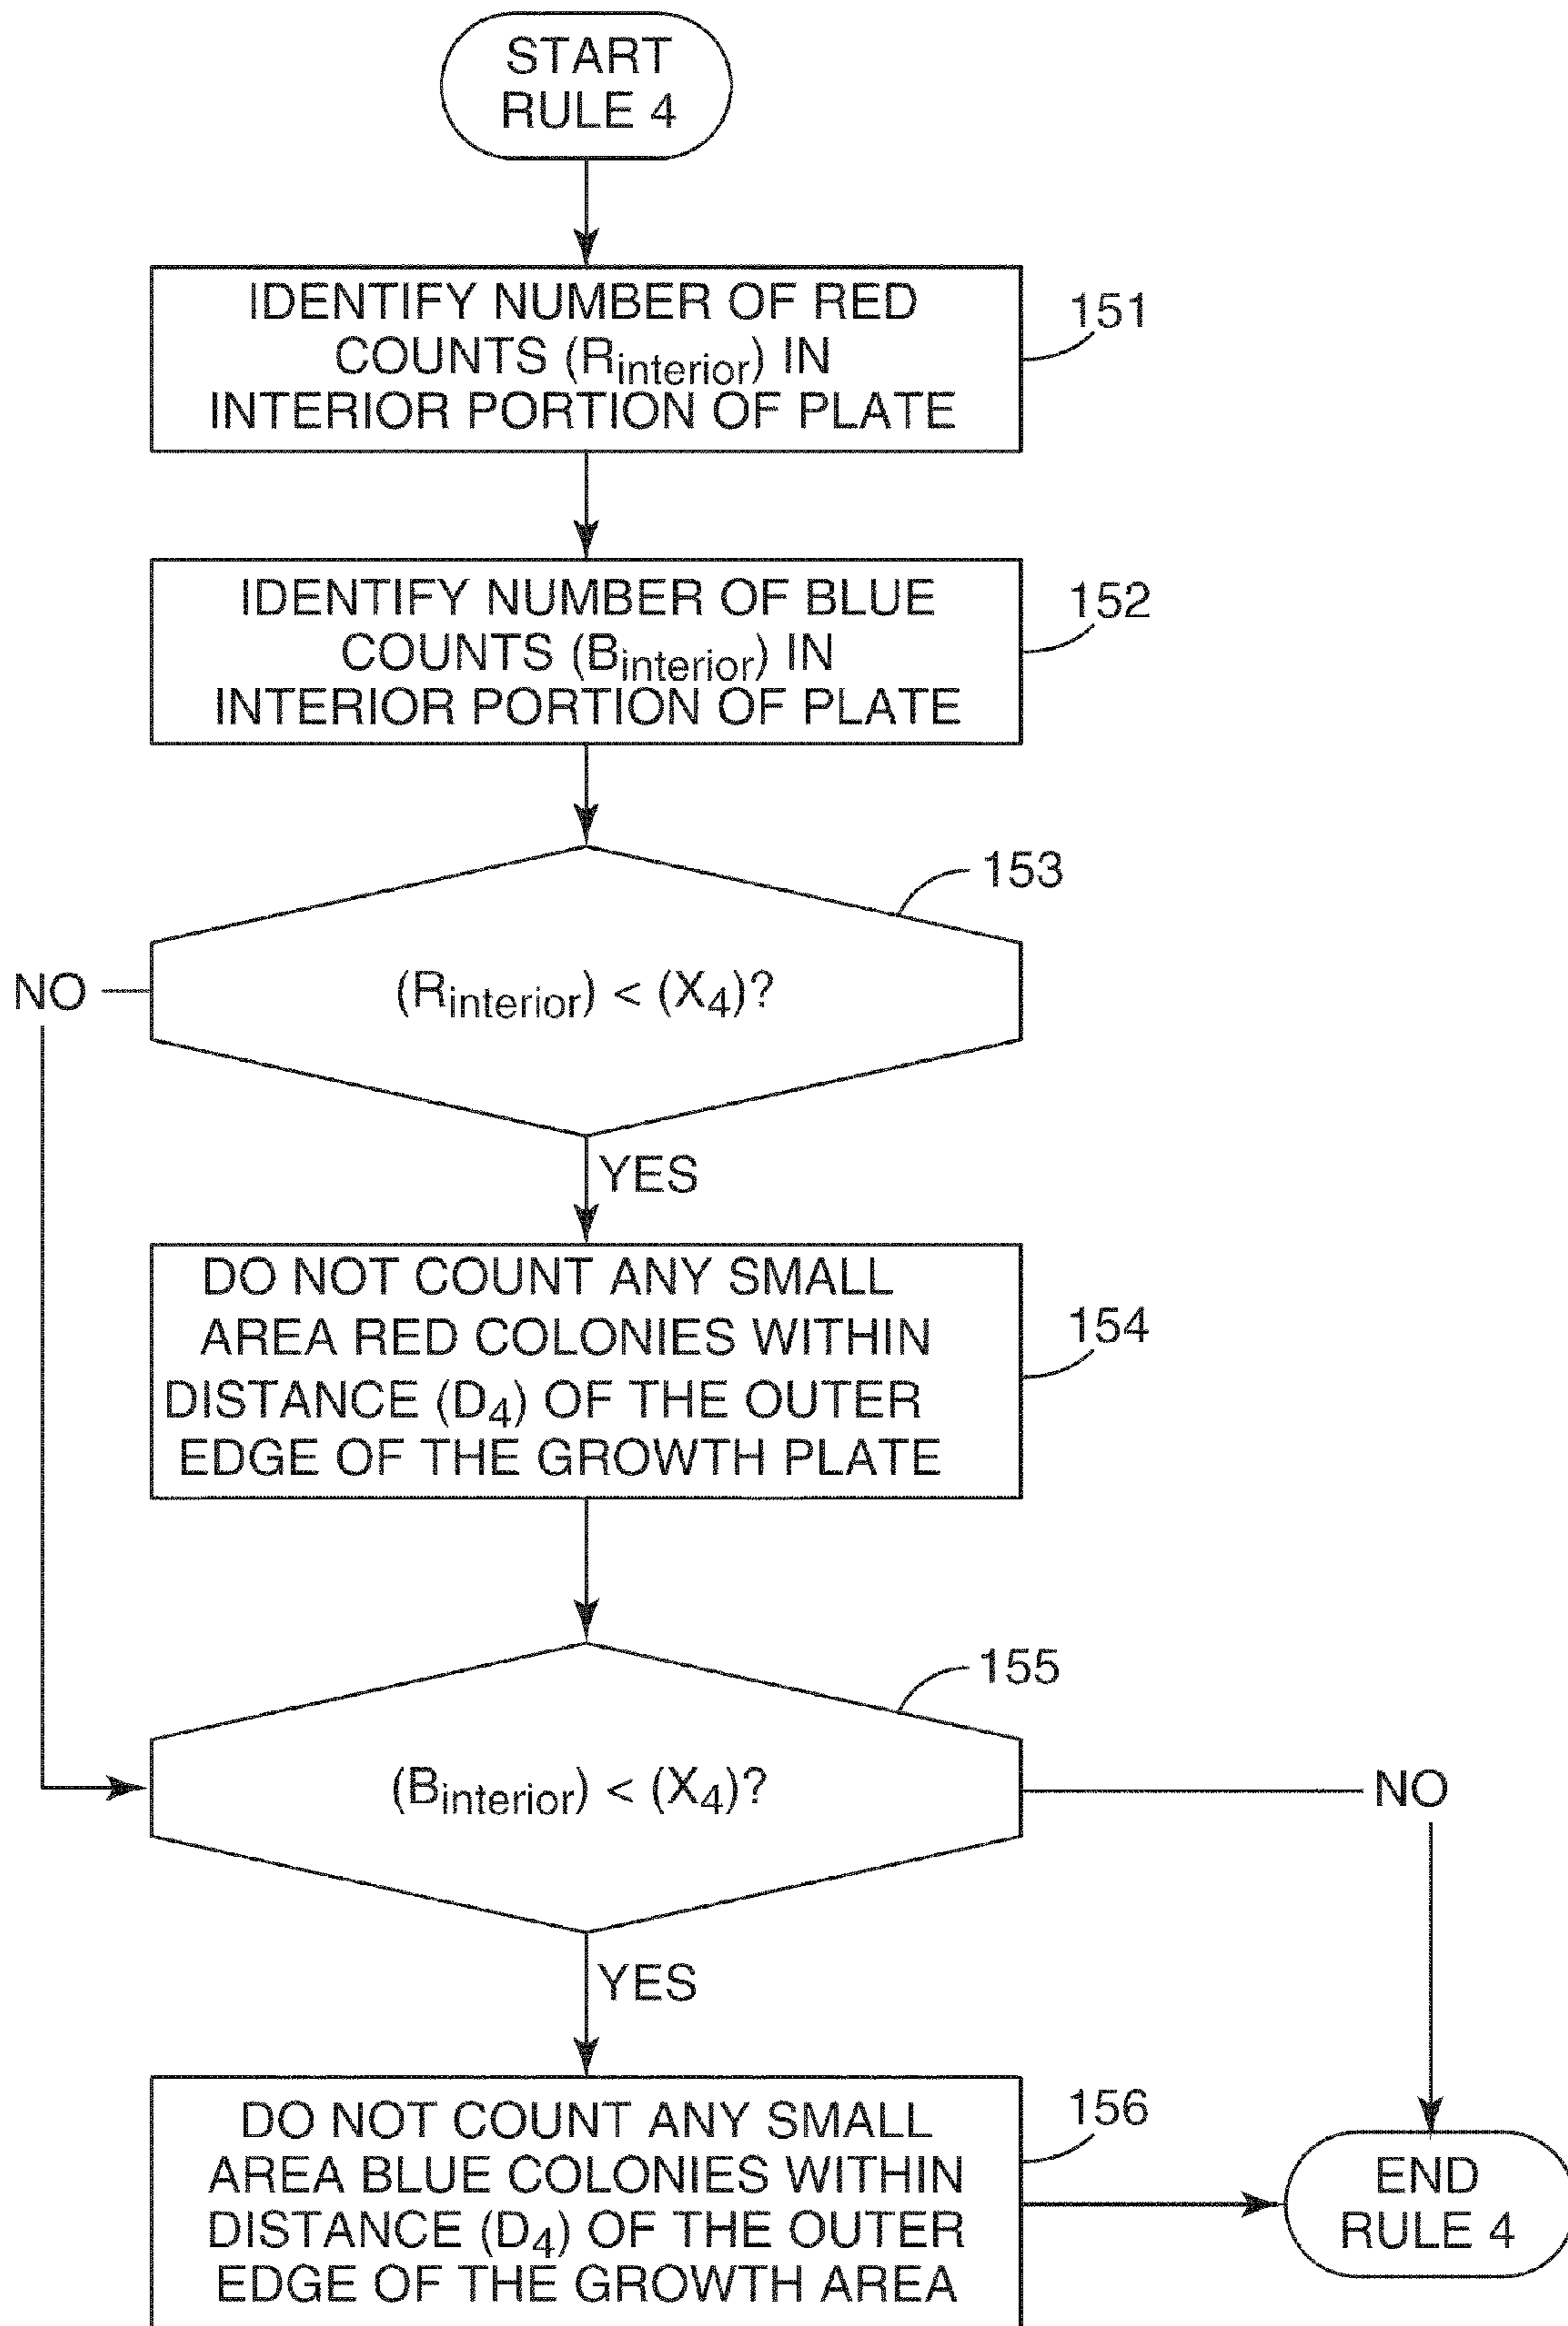 START
RULE 4
IDENTIFY NUMBER OF RED
COUNTS (Rinterior) IN
INTERIOR PORTION OF PLATE
151
IDENTIFY NUMBER OF BLUE
COUNTS (Binterior) IN
INTERIOR PORTION OF PLATE
152
153
NO
(Rinterior) < (X4)?
YES
DO NOT COUNT ANY SMALL
AREA RED COLONIES WITHIN
DISTANCE (D4) OF THE OUTER
EDGE OF THE GROWTH PLATE
154
155
(Binterior) < (X4)?
NO
YES
DO NOT COUNT ANY SMALL
AREA BLUE COLONIES WITHIN
DISTANCE (D4) OF THE OUTER
EDGE OF THE GROWTH AREA
156
END
RULE 4